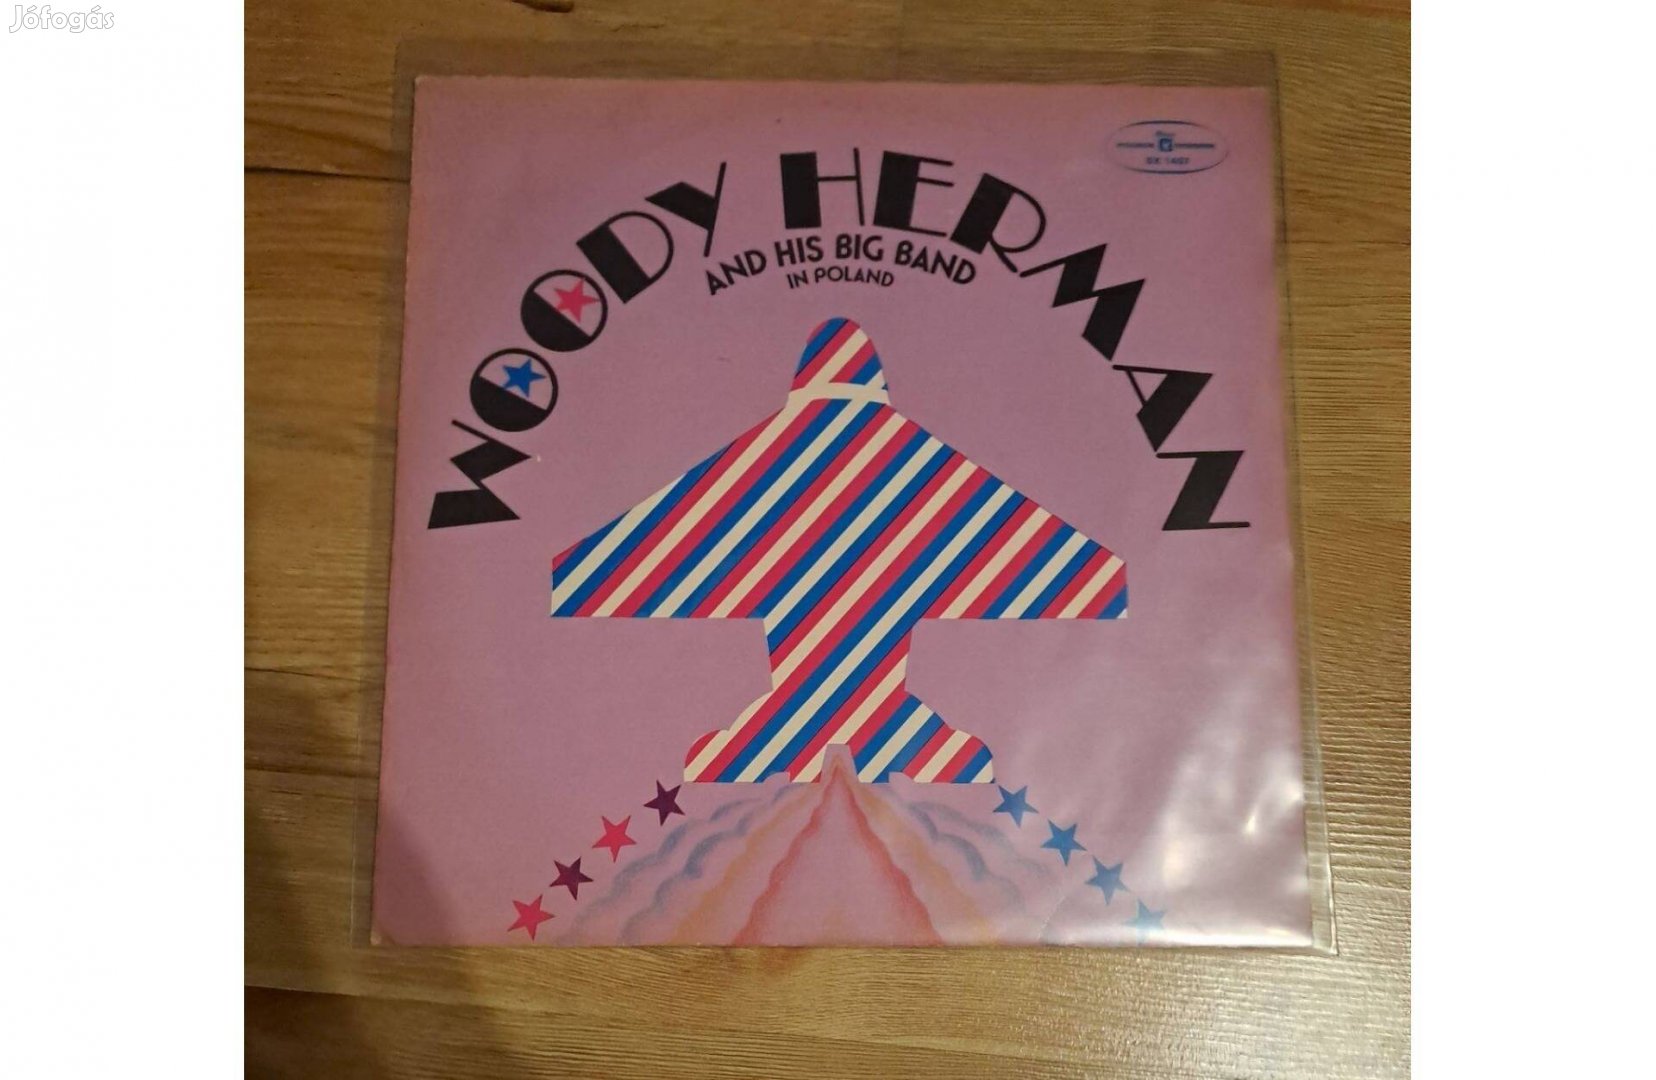 Jófogás
WOODY HERMAN
AND HIS BIG BAND
IN POLAND